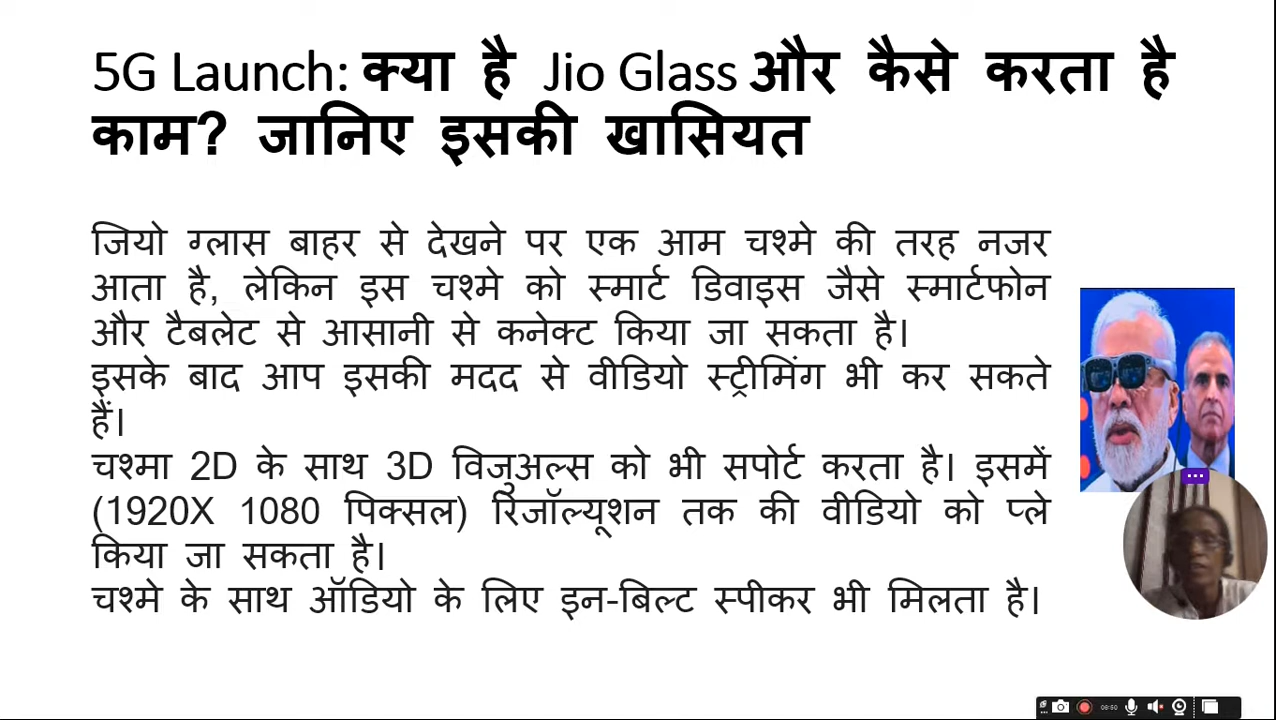 5G Launch: क्या है Jio Glass और कैसे करता है
काम? जानिए इसकी खासियत
जियो ग्लास बाहर से देखने पर एक आम चश्मे की तरह नजर
आता है, लेकिन इस चश्मे को स्मार्ट डिवाइस जैसे स्मार्टफोन
और टैबलेट से आसानी से कनेक्ट किया जा सकता है।
इसके बाद आप इसकी मदद से वीडियो स्ट्रीमिंग भी कर सकते
हैं।
चश्मा 2D के साथ 3D विजुअल्स को भी सपोर्ट करता है। इसमें
(1920X 1080 पिक्सल) रिजॉल्यूशन तक की वीडियो को प्ले
किया जा सकता है।
चश्मे के साथ ऑडियो के लिए इन-बिल्ट स्पीकर भी मिलता है।
08:50